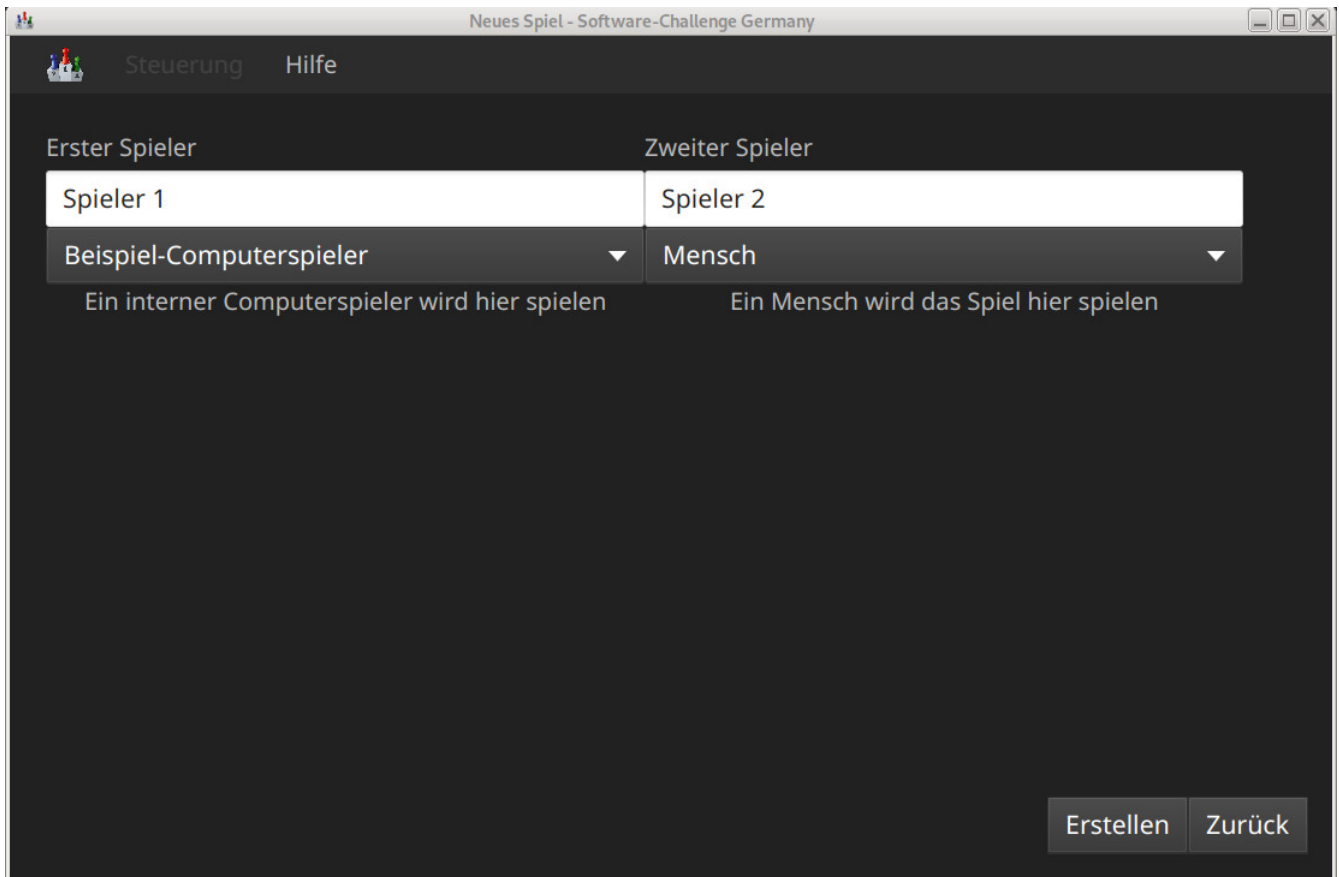 Neues Spiel - Software-Challenge Germany
Steuerung Hilfe
Erster Spieler Zweiter Spieler
Spieler 1 Spieler 2
Beispiel-Computerspieler Mensch
Ein interner Computerspieler wird hier spielen Ein Mensch wird das Spiel hier spielen
Erstellen Zurück